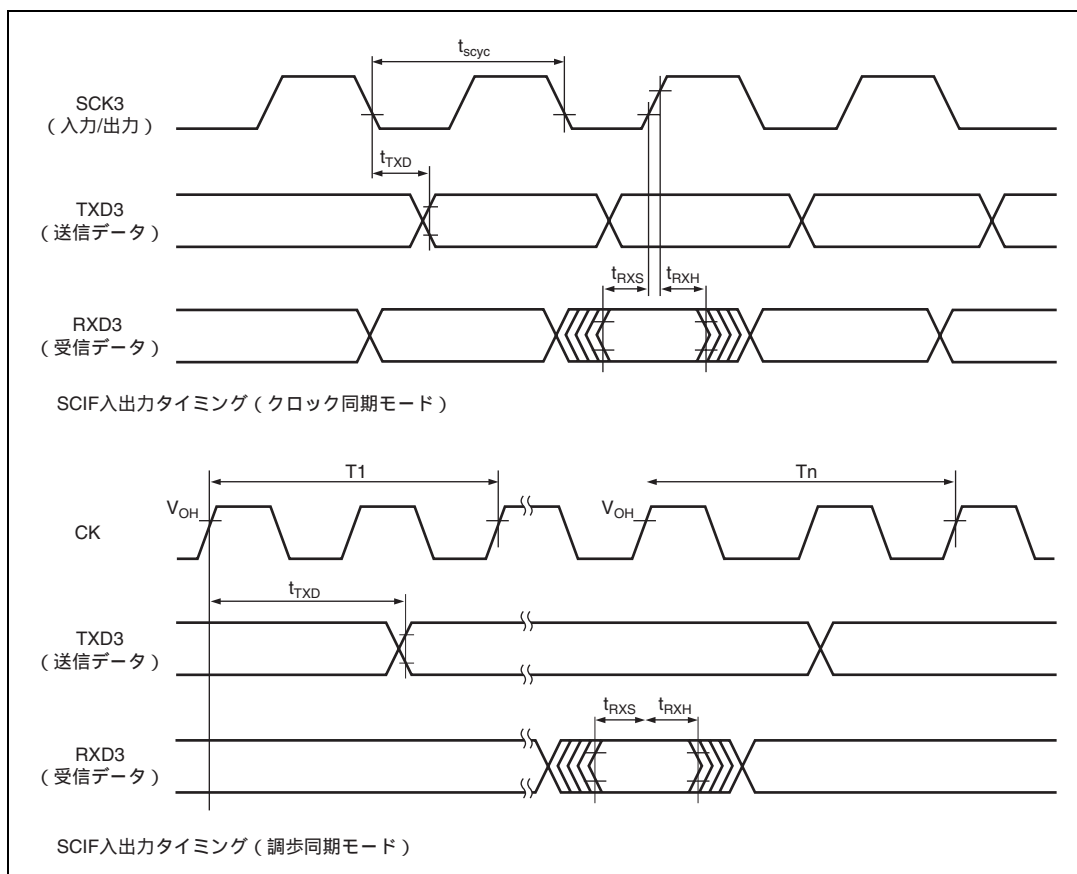 tscyc
SCK3
（入力/出力）
tTXD
TXD3
（送信データ）
tRXS tRXH
RXD3
（受信データ）
SCIF入出力タイミング（クロック同期モード）
T1 Tn
VOH VOH
CK
tTXD
TXD3
（送信データ）
tRXS tRXH
RXD3
（受信データ）
SCIF入出力タイミング（調歩同期モード）